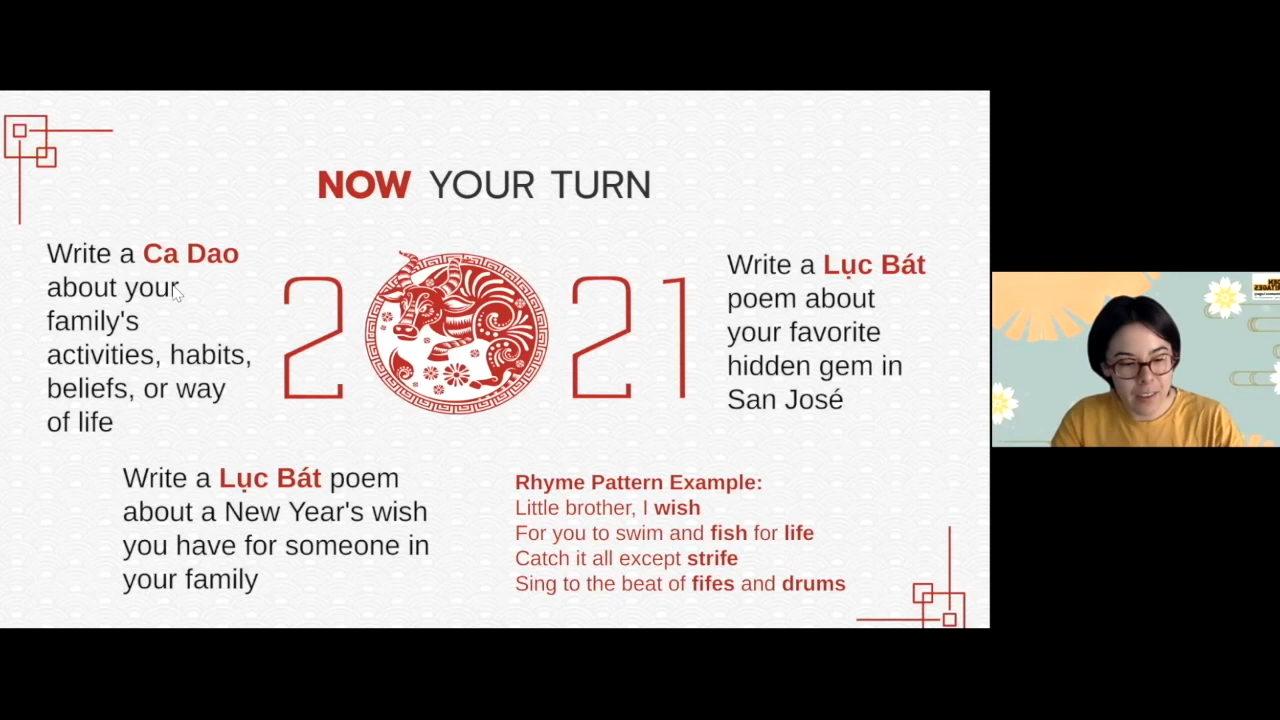 NOW YOUR TURN
Write a Ca Dao
about your
family's
activities, habits,
beliefs, or way
of life
2 21
Write a Lục Bát
poem about
your favorite
hidden gem in
San José
Write a Lục Bát poem
about a New Year's wish
you have for someone in
your family
Rhyme Pattern Example:
Little brother, I wish
For you to swim and fish for life
Catch it all except strife
Sing to the beat of fifes and drums